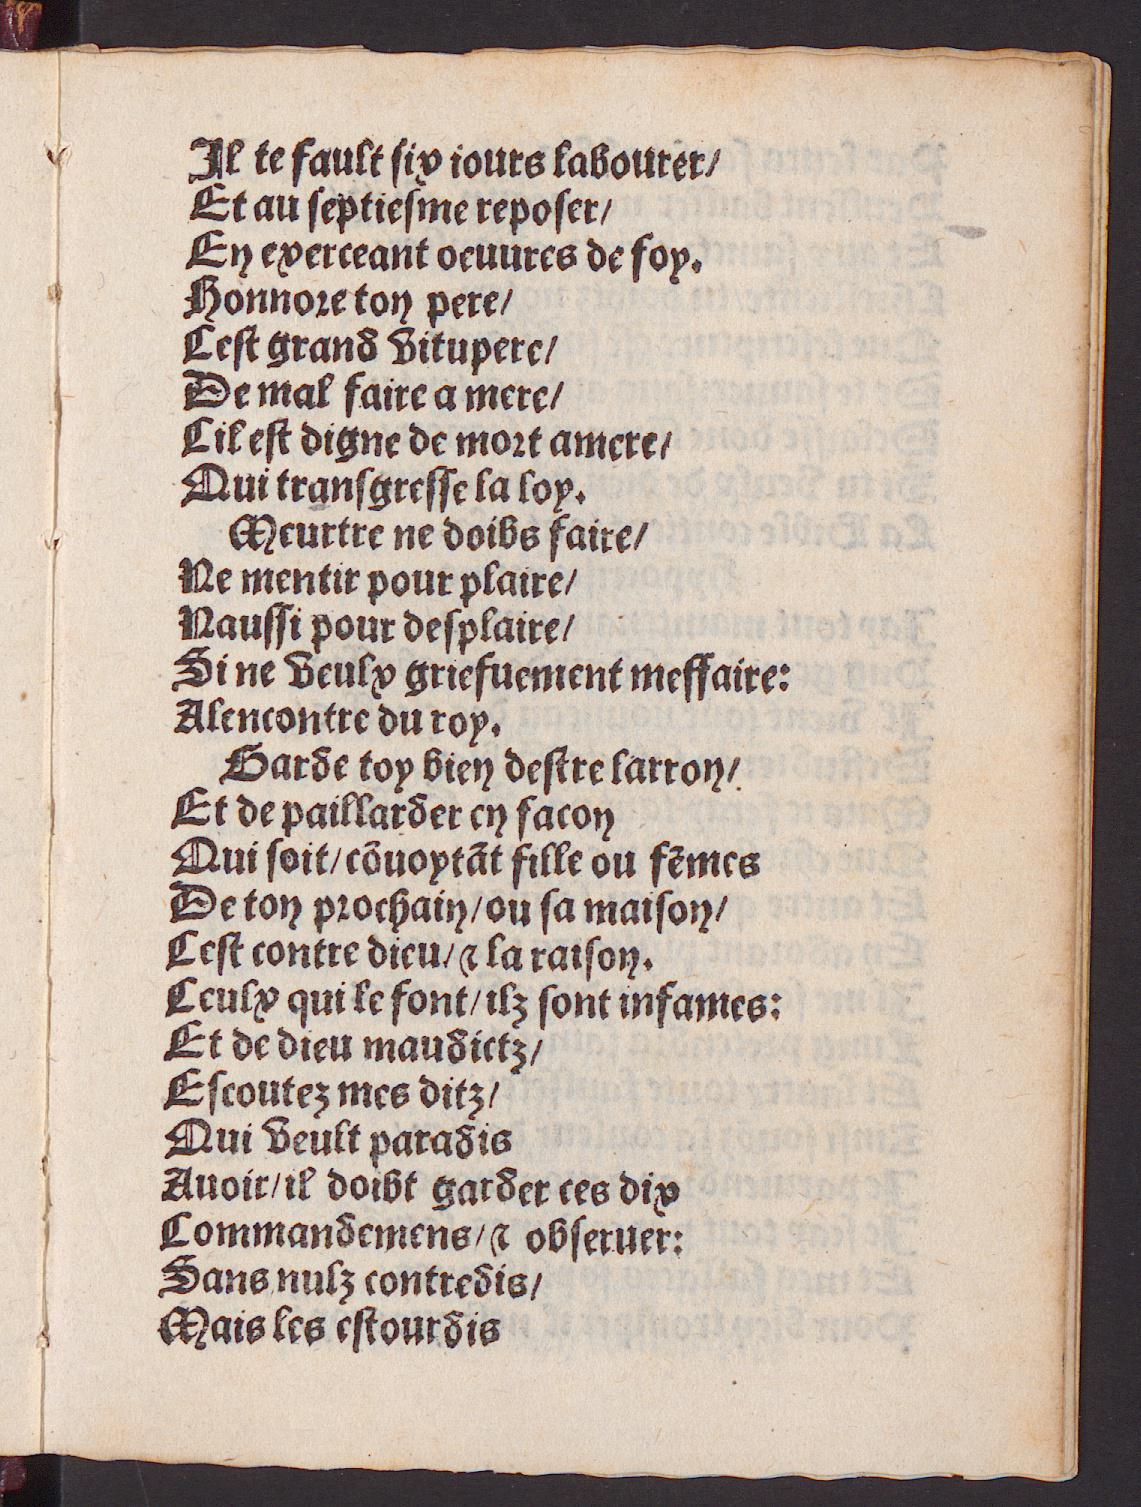 Il te fault six iours labourer/
Et au septiesme reposer/
En exerceant oeuures de foy.
Honnore ton pere/
Cest grand vitupere/
De mal faire a mere/
Cil est digne de mort amere/
Qui transgresse la loy.
Meurtre ne doibs faire/
Ne mentir pour plaire/
Naussi pour desplaire/
Si ne veulx griefuement meffaire:
Alencontre du roy.
Garde toy bien destre larron/
Et de paillarder en facon
Qui soit/cõuoytãt fille ou fẽmes
De ton prochain/ou sa maison/
Cest contre dieu/⁊ la raison.
Ceulx qui le font/ilz sont infames:
Et de dieu maudictz/
Escoutez mes ditz/
Qui veult paradis
Auoir/il doibt garder ces dix
Commandemens/⁊ obseruer:
Sans nulz contredis/
Mais les estourdis